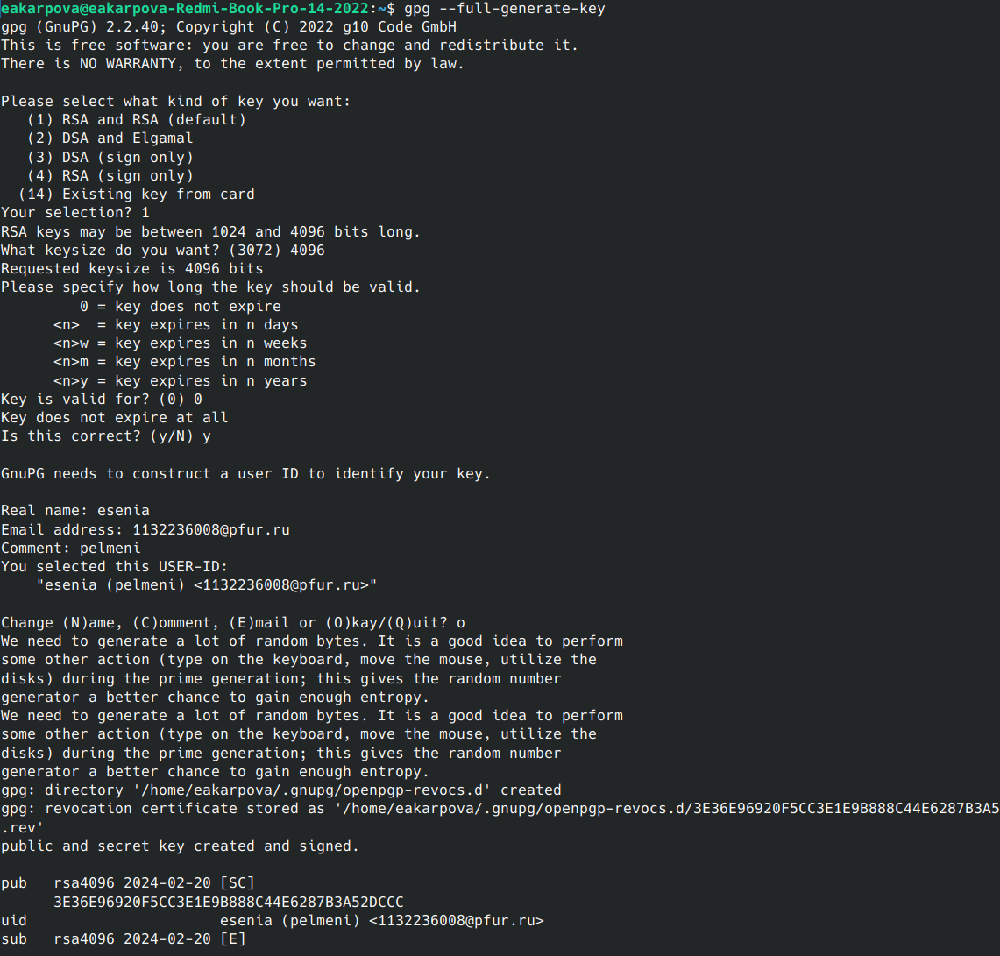 eakarpova@eakarpova-Redmi-Book-Pro-14-2022:~$ gpg --full-generate-key
gpg (GnuPG) 2.2.40; Copyright (C) 2022 g10 Code GmbH
This is free software: you are free to change and redistribute it.
There is NO WARRANTY, to the extent permitted by law.

Please select what kind of key you want:
   (1) RSA and RSA (default)
   (2) DSA and Elgamal
   (3) DSA (sign only)
   (4) RSA (sign only)
  (14) Existing key from card
Your selection? 1
RSA keys may be between 1024 and 4096 bits long.
What keysize do you want? (3072) 4096
Requested keysize is 4096 bits
Please specify how long the key should be valid.
         0 = key does not expire
      <n>  = key expires in n days
      <n>w = key expires in n weeks
      <n>m = key expires in n months
      <n>y = key expires in n years
Key is valid for? (0) 0
Key does not expire at all
Is this correct? (y/N) y

GnuPG needs to construct a user ID to identify your key.

Real name: esenia
Email address: 1132236008@pfur.ru
Comment: pelmeni
You selected this USER-ID:
    "esenia (pelmeni) <1132236008@pfur.ru>"

Change (N)ame, (C)omment, (E)mail or (O)kay/(Q)uit? o
We need to generate a lot of random bytes. It is a good idea to perform
some other action (type on the keyboard, move the mouse, utilize the
disks) during the prime generation; this gives the random number
generator a better chance to gain enough entropy.
We need to generate a lot of random bytes. It is a good idea to perform
some other action (type on the keyboard, move the mouse, utilize the
disks) during the prime generation; this gives the random number
generator a better chance to gain enough entropy.
gpg: directory '/home/eakarpova/.gnupg/openpgp-revocs.d' created
gpg: revocation certificate stored as '/home/eakarpova/.gnupg/openpgp-revocs.d/3E36E96920F5CC3E1E9B888C44E6287B3A5
.rev'
public and secret key created and signed.

pub   rsa4096 2024-02-20 [SC]
      3E36E96920F5CC3E1E9B888C44E6287B3A52DCCC
uid                      esenia (pelmeni) <1132236008@pfur.ru>
sub   rsa4096 2024-02-20 [E]